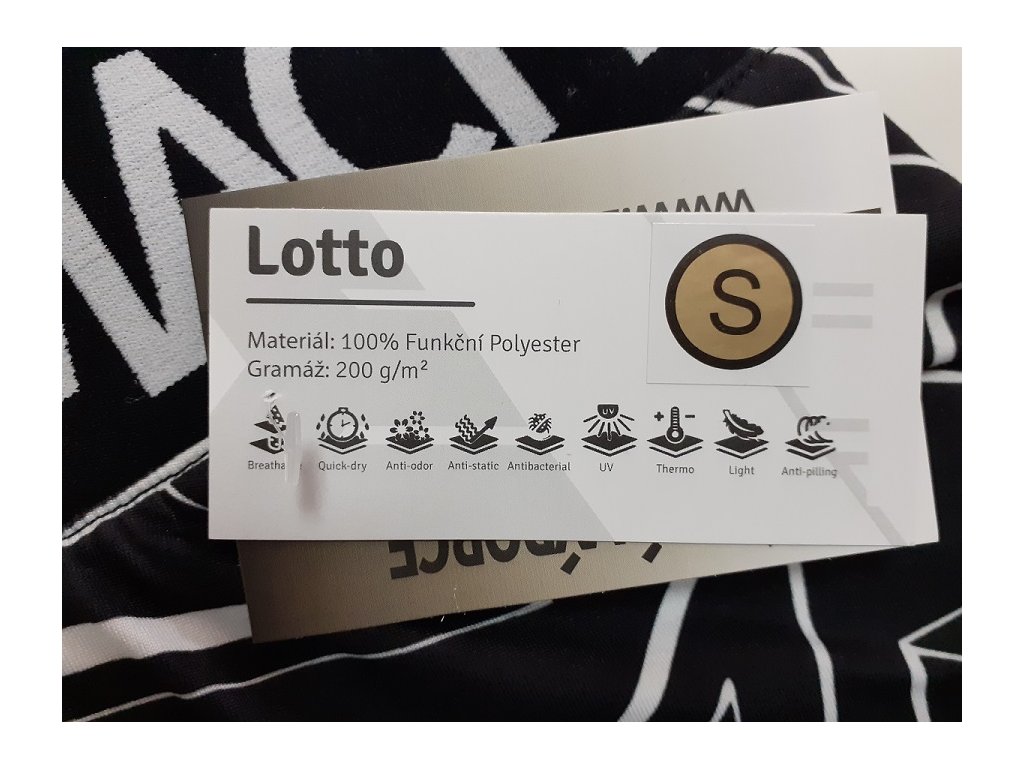 Lotto
S
Materiál: 100% Funkční Polyester
Gramáž: 200 g/m²
Quick-dry Anti-odor Anti-static Antibacterial UV Thermo Light Anti-pilling
UV